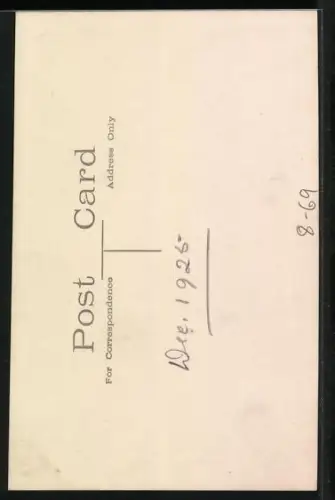 Post Card
For Correspondence Address Only
Dec. 1925
8-69